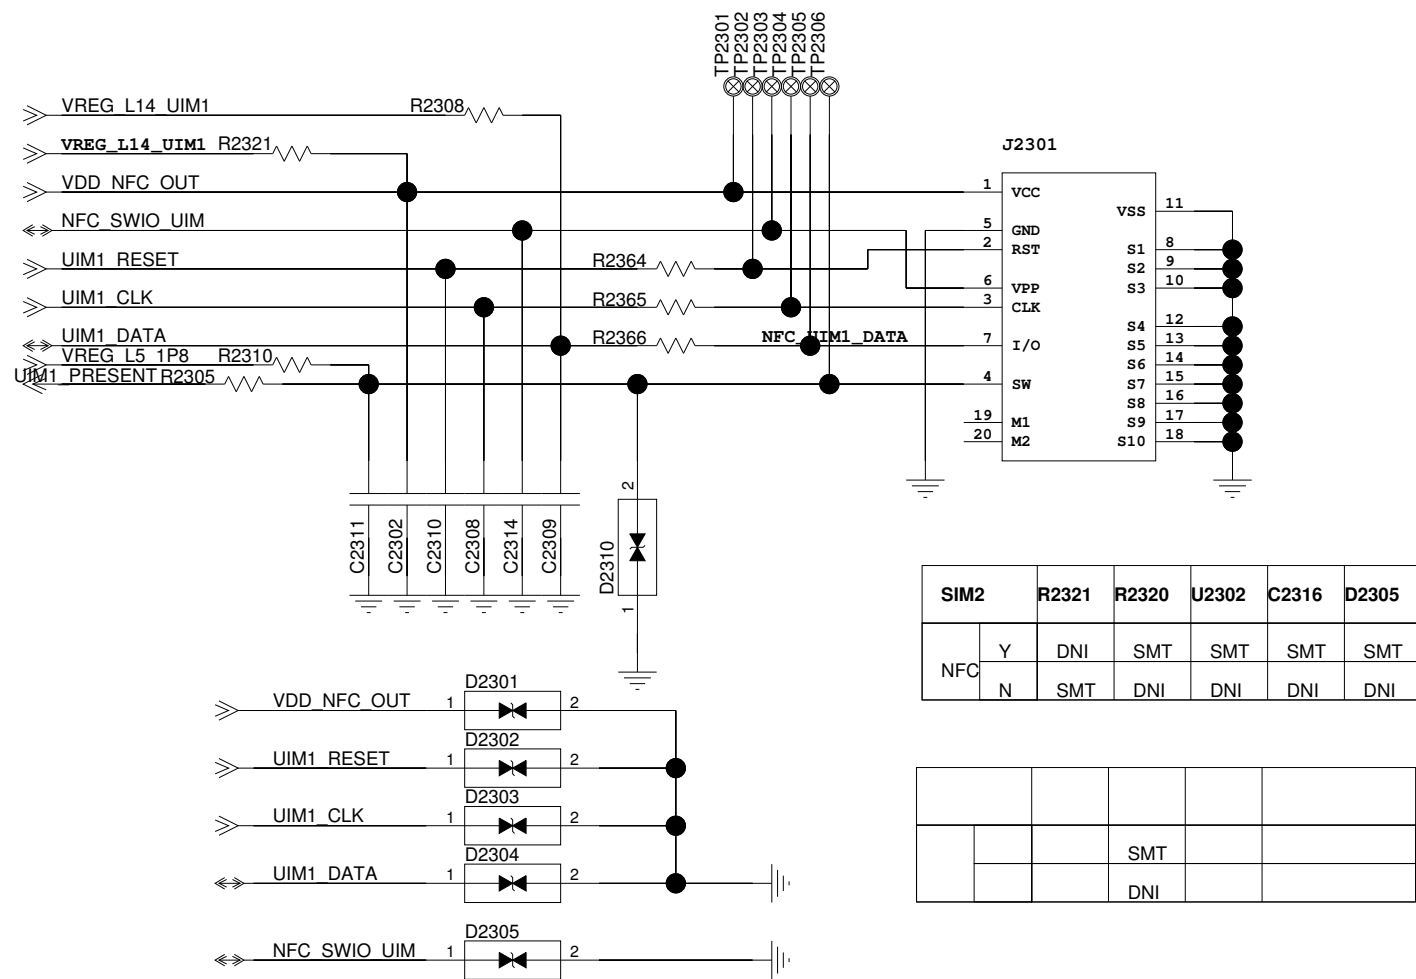 TP2301
TP2302
TP2303
TP2304
TP2305
TP2306
VREG_L14_UIM1 R2308
VREG_L14_UIM1 R2321
VDD_NFC_OUT
NFC_SWIO_UIM
UIM1_RESET R2364
UIM1_CLK R2365
UIM1_DATA R2366 NFC_UIM1_DATA
VREG_L5_1P8 R2310
UIM1_PRESENT R2305
J2301
1 VCC
VSS 11
5 GND
2 RST
S1 8
S2 9
6 VPP S3 10
3 CLK
S4 12
7 I/O S5 13
S6 14
4 SW S7 15
S8 16
19 M1 S9 17
20 M2 S10 18
C2311
C2302
C2310
C2308
C2314
C2309
2
D2310
1
SIM2 R2321 R2320 U2302 C2316 D2305
NFC
Y DNI SMT SMT SMT SMT
N SMT DNI DNI DNI DNI
D2301
VDD_NFC_OUT 1 2
D2302
UIM1_RESET 1 2
D2303
UIM1_CLK 1 2
D2304
UIM1_DATA 1 2
D2305
NFC_SWIO_UIM 1 2
SMT
DNI